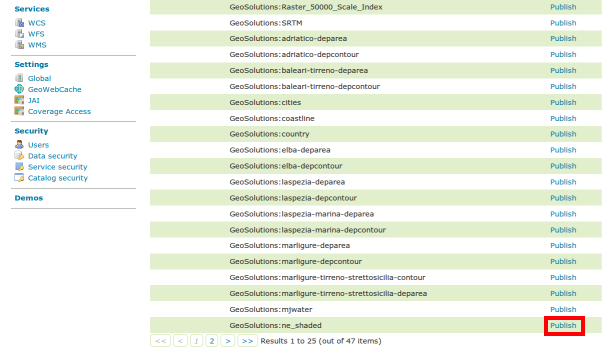 Services
WCS
WFS
WMS
Settings
Global
GeoWebCache
JAI
Coverage Access
Security
Users
Data security
Service security
Catalog security
Demos
GeoSolutions:Raster_50000_Scale_Index Publish
GeoSolutions:SRTM Publish
GeoSolutions:adriatico-deparea Publish
GeoSolutions:adriatico-depcontour Publish
GeoSolutions:baleari-tirreno-deparea Publish
GeoSolutions:baleari-tirreno-depcontour Publish
GeoSolutions:cities Publish
GeoSolutions:coastline Publish
GeoSolutions:country Publish
GeoSolutions:elba-deparea Publish
GeoSolutions:elba-depcontour Publish
GeoSolutions:laspezia-deparea Publish
GeoSolutions:laspezia-depcontour Publish
GeoSolutions:laspezia-marina-deparea Publish
GeoSolutions:laspezia-marina-depcontour Publish
GeoSolutions:marligure-deparea Publish
GeoSolutions:marligure-depcontour Publish
GeoSolutions:marligure-tirreno-strettosicilia-contour Publish
GeoSolutions:marligure-tirreno-strettosicilia-deparea Publish
GeoSolutions:mjwater Publish
GeoSolutions:ne_shaded Publish
<< < 1 2 > >> Results 1 to 25 (out of 47 items)